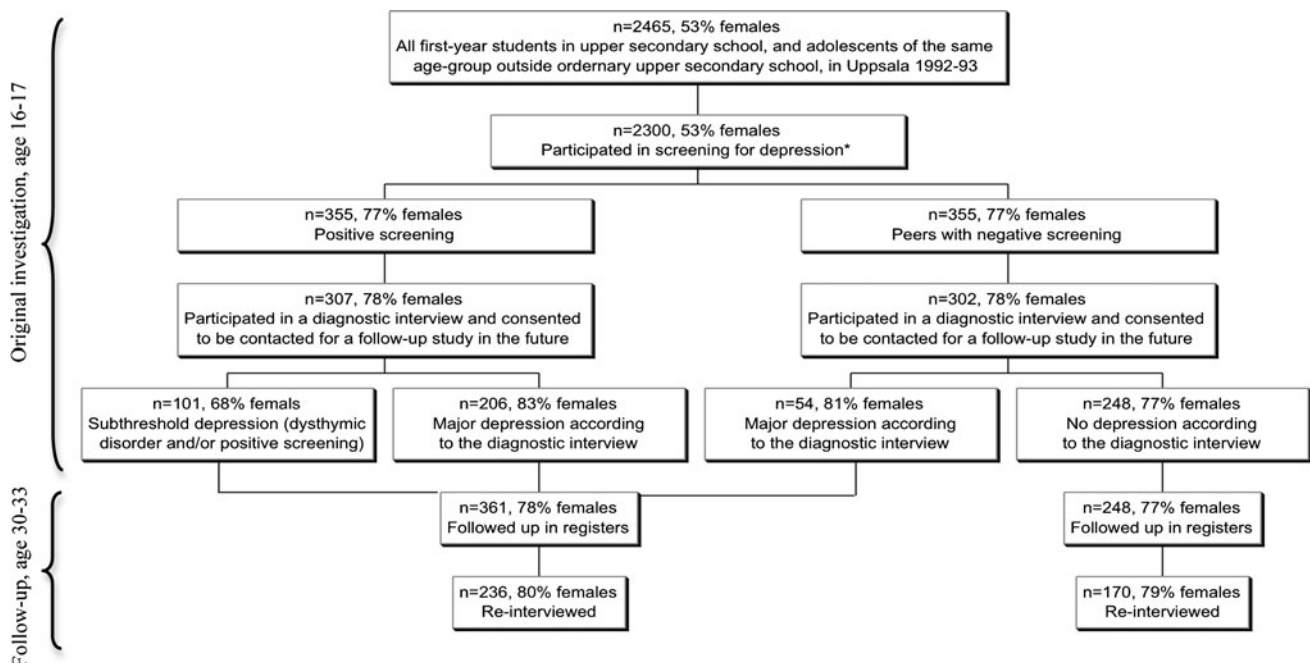 Original investigation, age 16-17
n=2465, 53% females
All first-year students in upper secondary school, and adolescents of the same
age-group outside ordernary upper secondary school, in Uppsala 1992-93
n=2300, 53% females
Participated in screening for depression*
n=355, 77% females
Positive screening
n=355, 77% females
Peers with negative screening
n=307, 78% females
Participated in a diagnostic interview and consented
to be contacted for a follow-up study in the future
n=302, 78% females
Participated in a diagnostic interview and consented
to be contacted for a follow-up study in the future
n=101, 68% femals
Subthreshold depression (dysthymic
disorder and/or positive screening)
n=206, 83% females
Major depression according
to the diagnostic interview
n=54, 81% females
Major depression according
to the diagnostic interview
n=248, 77% females
No depression according
to the diagnostic interview
Follow-up, age 30-33
n=361, 78% females
Followed up in registers
n=248, 77% females
Followed up in registers
n=236, 80% females
Re-interviewed
n=170, 79% females
Re-interviewed